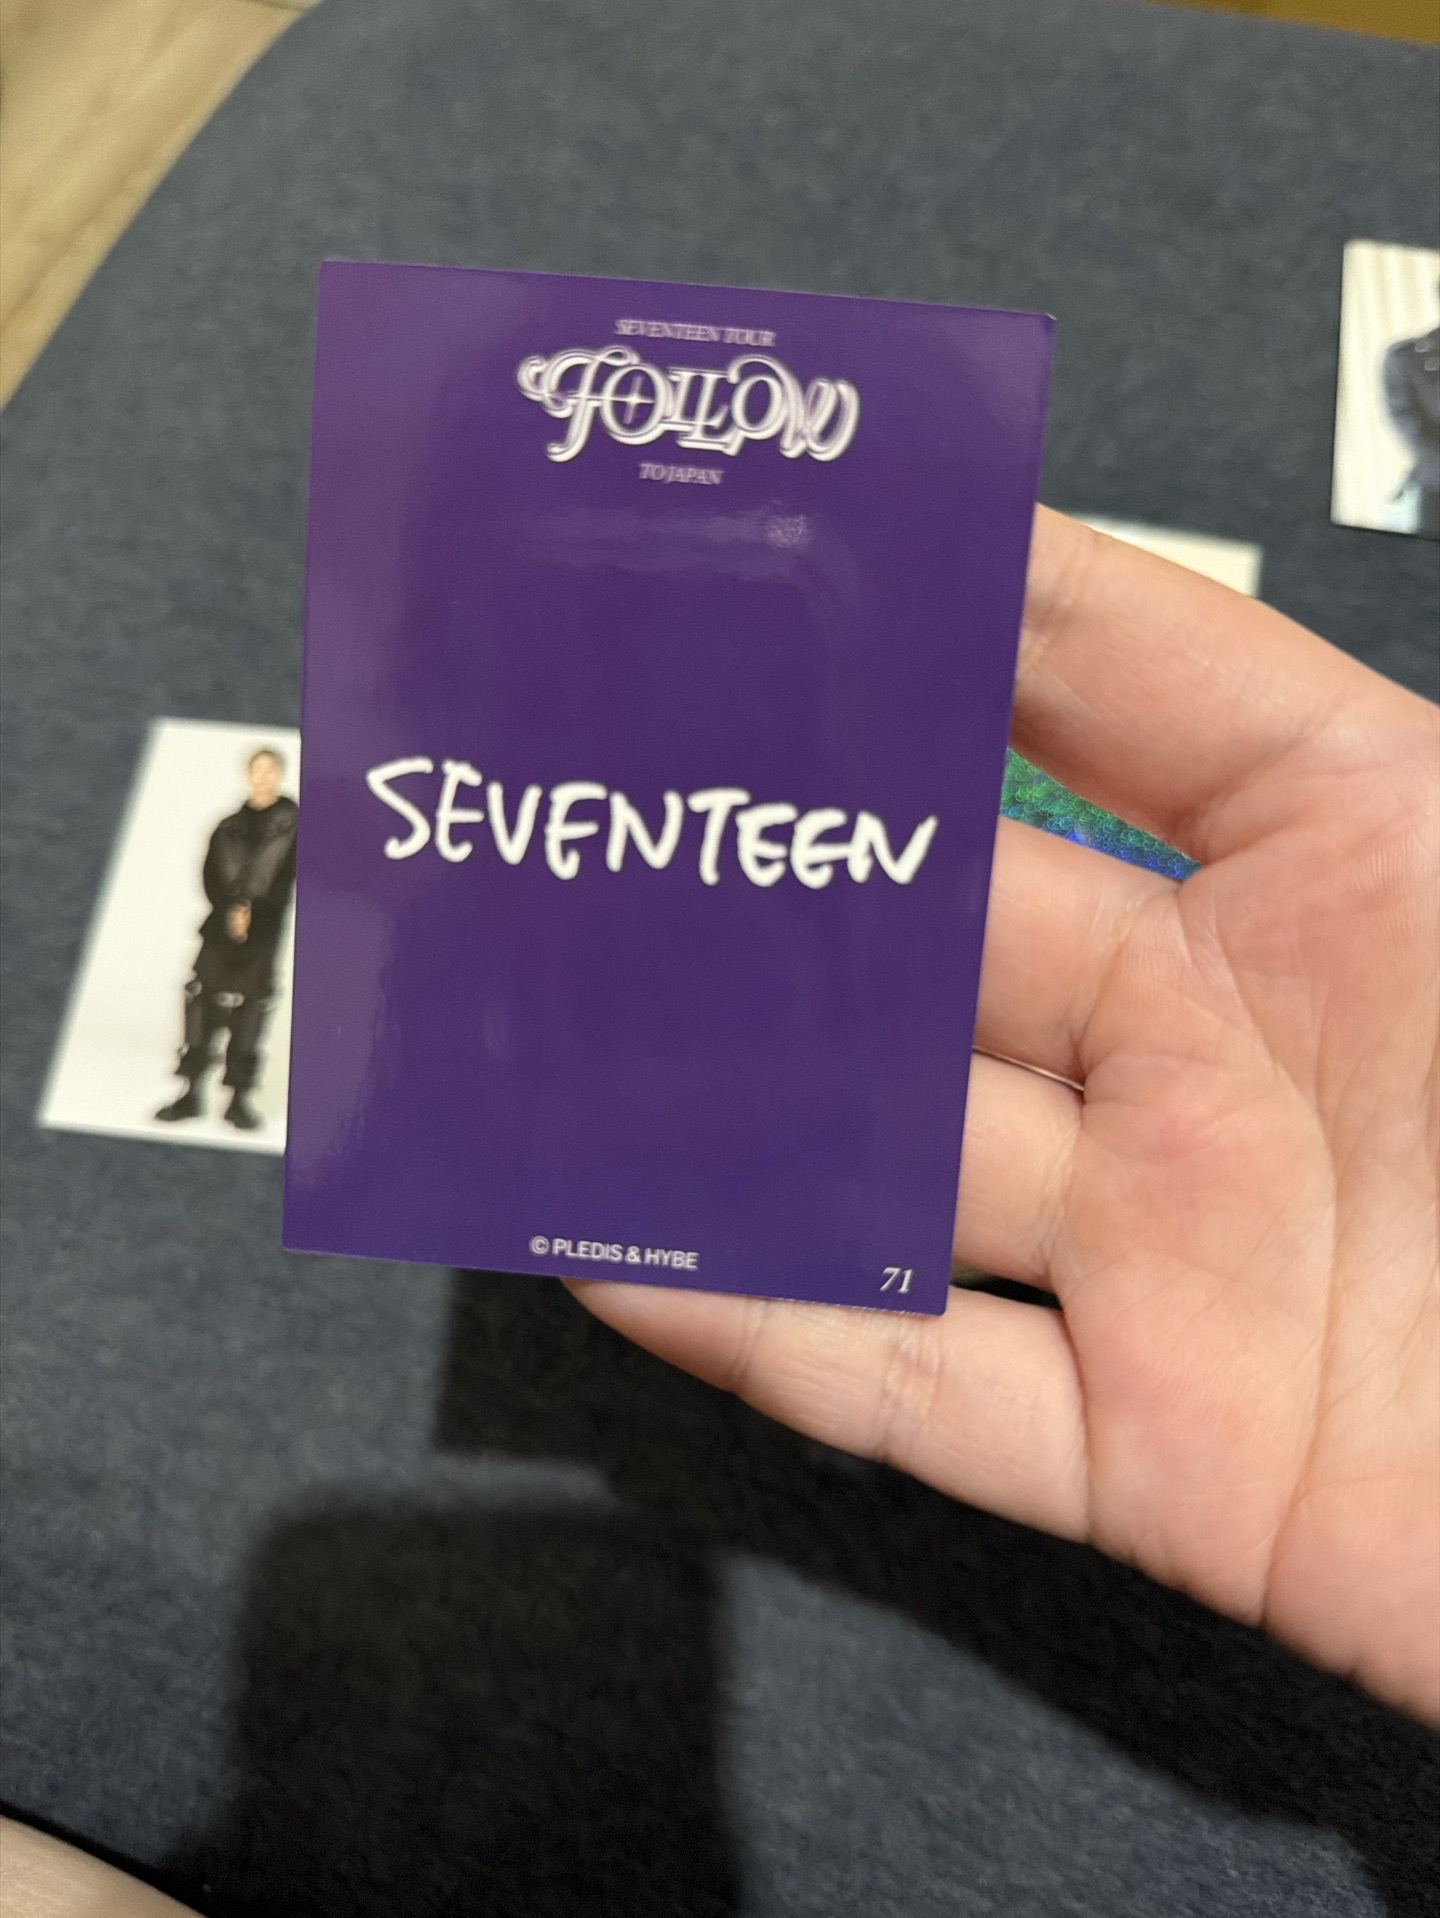 SEVENTEEN TOUR
FOLLOW
TO JAPAN
SEVENTEEN
© PLEDIS & HYBE
71